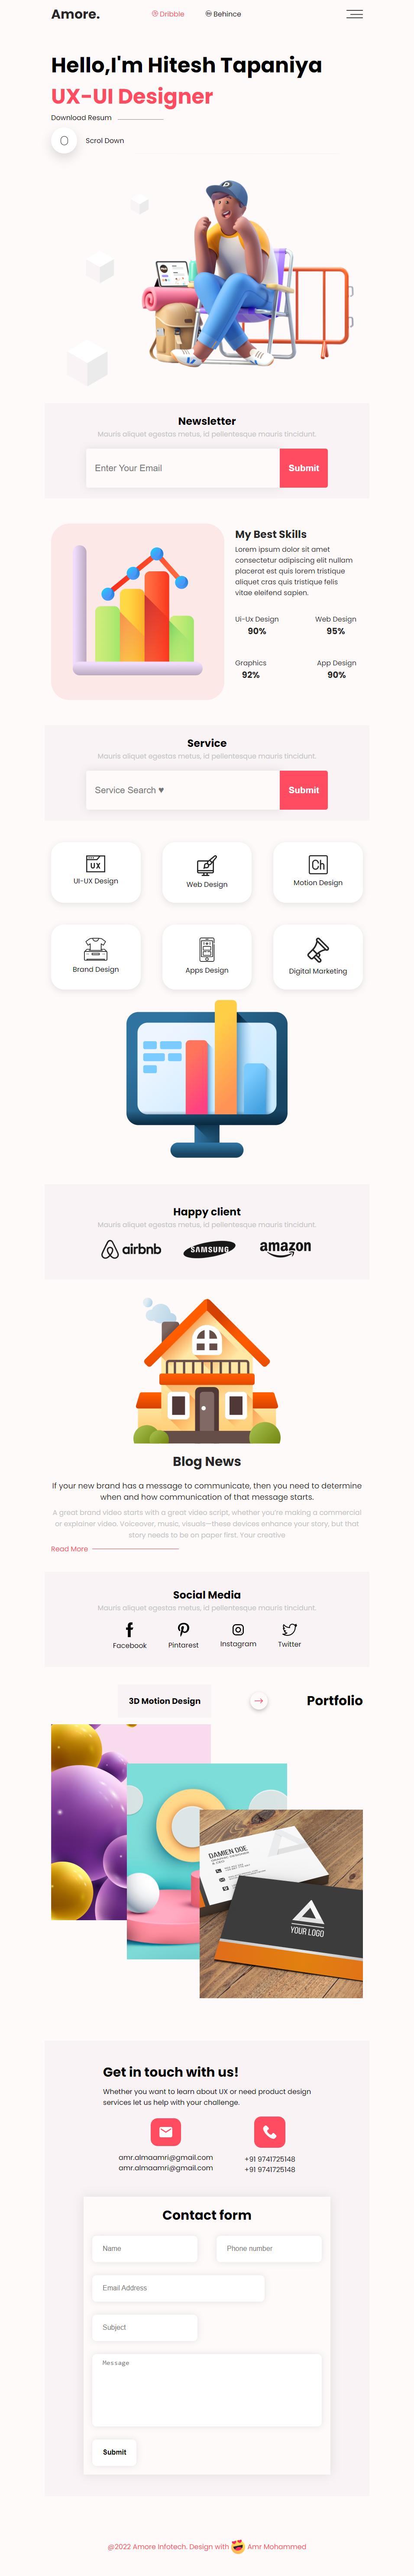 Amore.
Dribble
Behince
Hello,I'm Hitesh Tapaniya
UX-UI Designer
Download Resum
Scrol Down
Newsletter
Mauris aliquet egestas metus, id pellentesque mauris tincidunt.
Enter Your Email
Submit
My Best Skills
Lorem ipsum dolor sit amet
consectetur adipiscing elit nullam
placerat est quis lorem tristique
aliquet cras quis tristique felis
vitae eleifend sapien.
Ui-Ux Design
Web Design
90%
95%
Graphics
App Design
92%
90%
Service
Mauris aliquet egestas metus, id pellentesque mauris tincidunt.
Service Search ♥
Submit
UX
Ch
UI-UX Design
Web Design
Motion Design
Brand Design
Apps Design
Digital Marketing
Happy client
Mauris aliquet egestas metus, id pellentesque mauris tincidunt.
airbnb
SAMSUNG
amazon
Blog News
If your new brand has a message to communicate, then you need to determine
when and how communication of that message starts.
A great brand video starts with a great video script, whether you're making a commercial
or explainer video. Voiceover, music, visuals—these devices enhance your story, but that
story needs to be on paper first. Your creative
Read More
Social Media
Mauris aliquet egestas metus, id pellentesque mauris tincidunt.
Facebook
Pintarest
Instagram
Twitter
3D Motion Design
Portfolio
DAMIEN DOE
YOUR LOGO
Get in touch with us!
Whether you want to learn about UX or need product design
services let us help with your challenge.
amr.almaamri@gmail.com
amr.almaamri@gmail.com
+91 9741725148
+91 9741725148
Contact form
Name
Phone number
Email Address
Subject
Message
Submit
@2022 Amore Infotech. Design with
Amr Mohammed